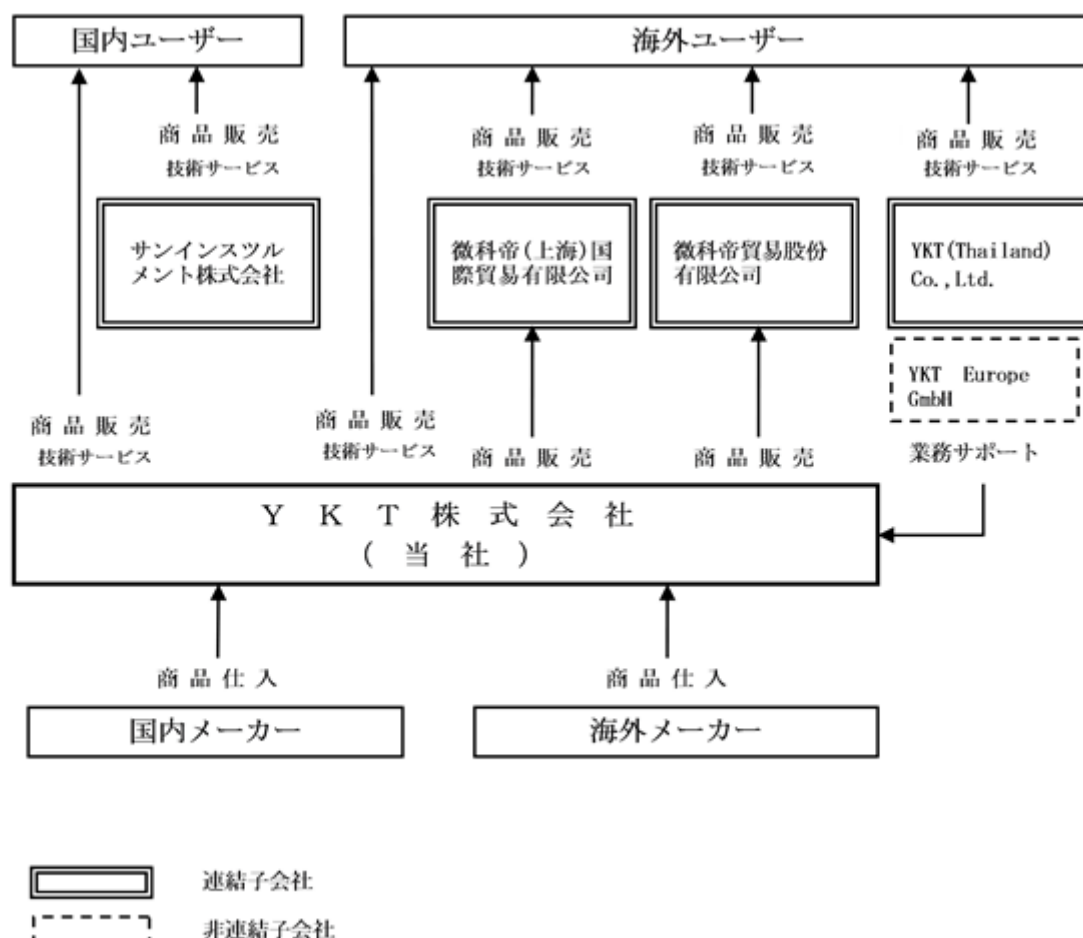 国内ユーザー
海外ユーザー
商品販売
技術サービス
商品販売
技術サービス
商品販売
技術サービス
商品販売
技術サービス
サンインスツル
メント株式会社
微科帝(上海)国
際貿易有限公司
微科帝貿易股份
有限公司
YKT(Thailand)
Co.,Ltd.
YKT Europe
GmbH
商品販売
技術サービス
商品販売
技術サービス
商品販売
商品販売
業務サポート
YKT株式会社
(当社)
商品仕入
商品仕入
国内メーカー
海外メーカー
連結子会社
非連結子会社